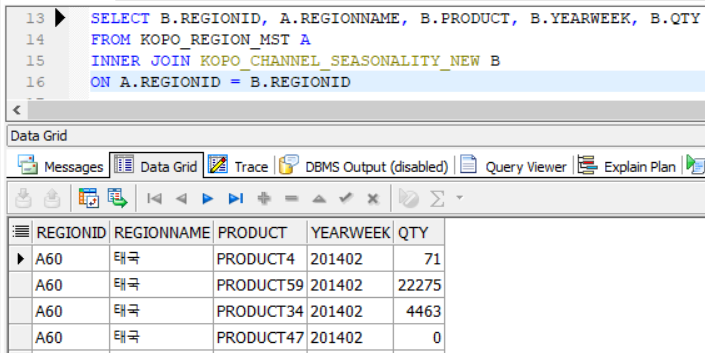 13 SELECT B.REGIONID, A.REGIONNAME, B.PRODUCT, B.YEARWEEK, B.QTY
14 FROM KOPO_REGION_MST A
15 INNER JOIN KOPO_CHANNEL_SEASONALITY_NEW B
16 ON A.REGIONID = B.REGIONID
Data Grid
Messages Data Grid Trace DBMS Output (disabled) Query Viewer Explain Plan
REGIONID REGIONNAME PRODUCT YEARWEEK QTY
A60 태국 PRODUCT4 201402 71
A60 태국 PRODUCT59 201402 22275
A60 태국 PRODUCT34 201402 4463
A60 태국 PRODUCT47 201402 0